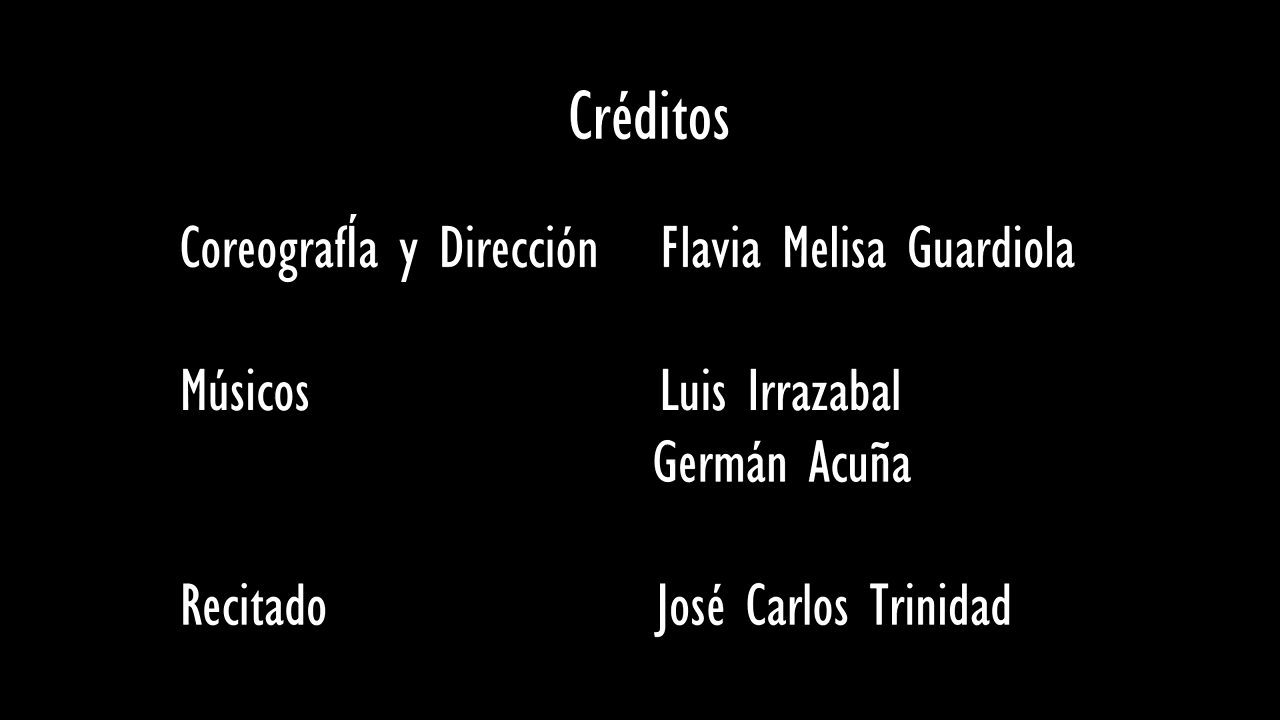 Créditos
CoreografÍa y Dirección Flavia Melisa Guardiola
Músicos Luis Irrazabal
Germán Acuña
Recitado José Carlos Trinidad